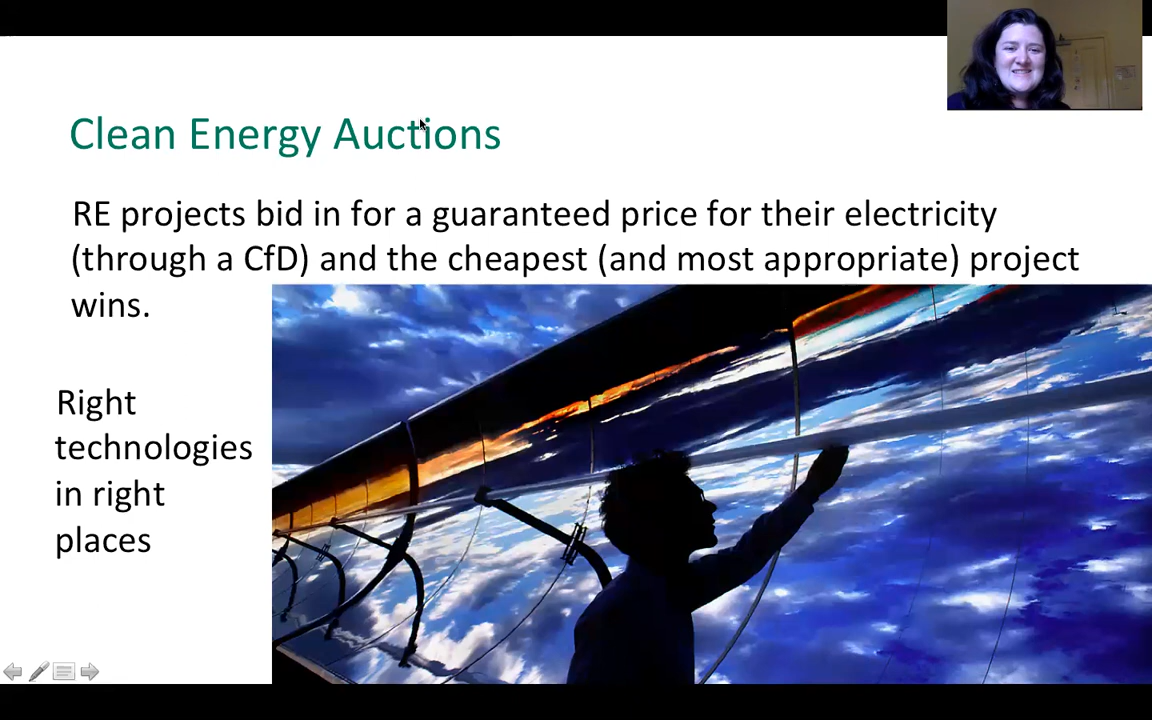 Clean Energy Auctions
RE projects bid in for a guaranteed price for their electricity
(through a CfD) and the cheapest (and most appropriate) project
wins.
Right
technologies
in right
places